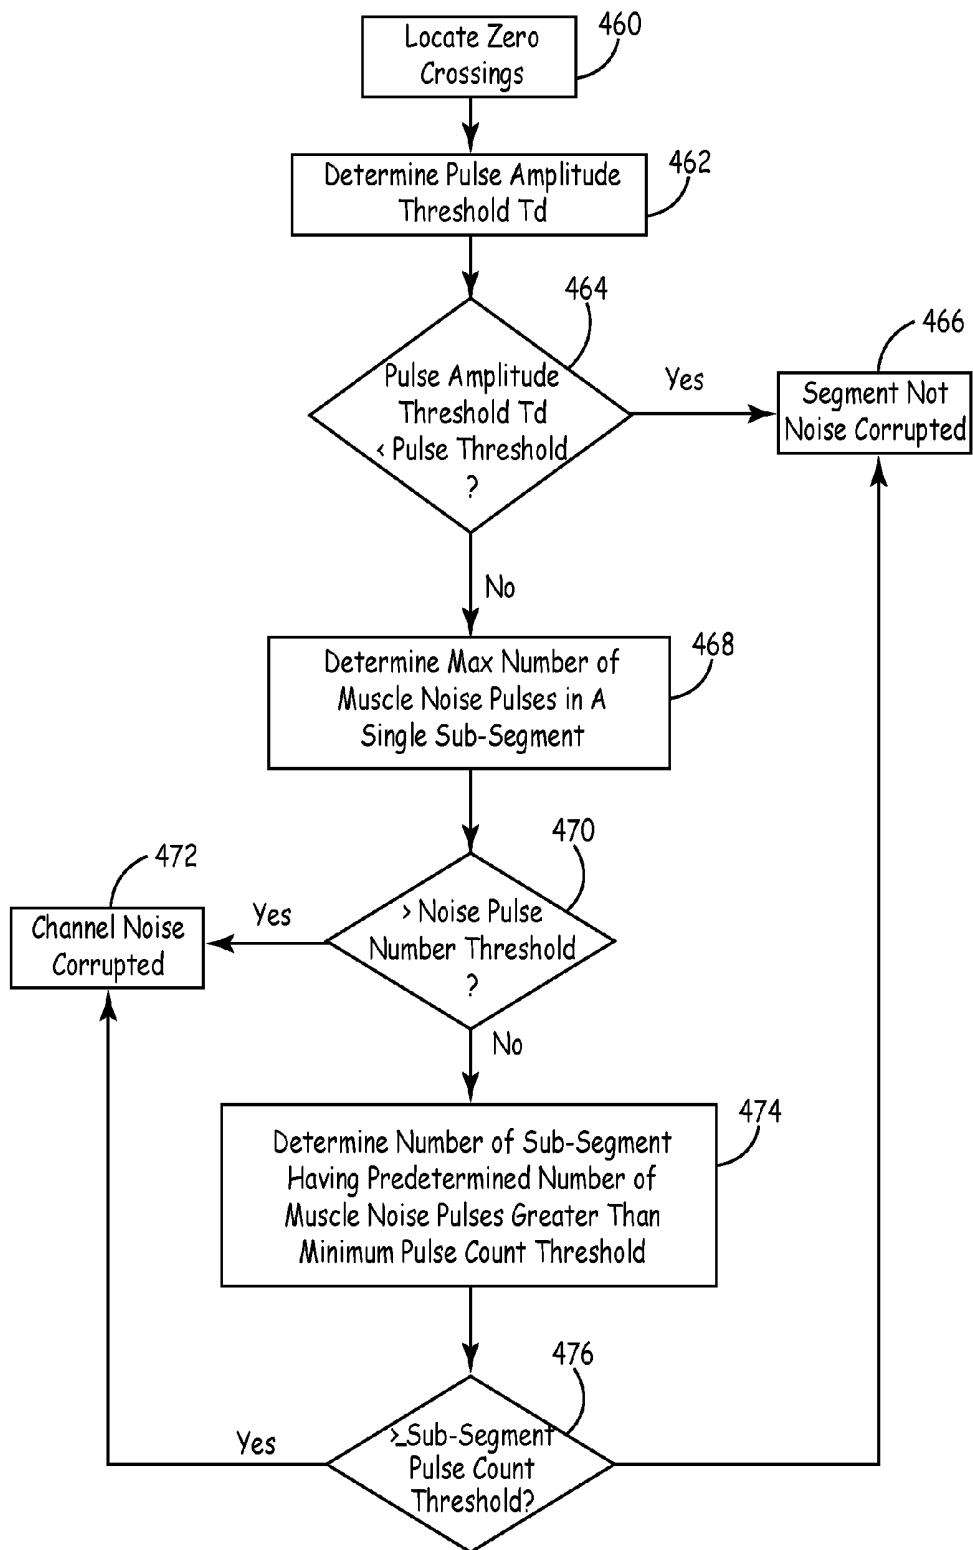 460
Locate Zero
Crossings
462
Determine Pulse Amplitude
Threshold Td
464
Pulse Amplitude
Threshold Td
< Pulse Threshold
?
Yes
466
Segment Not
Noise Corrupted
No
468
Determine Max Number of
Muscle Noise Pulses in A
Single Sub-Segment
470
> Noise Pulse
Number Threshold
?
Yes
472
Channel Noise
Corrupted
No
474
Determine Number of Sub-Segment
Having Predetermined Number of
Muscle Noise Pulses Greater Than
Minimum Pulse Count Threshold
476
≥ Sub-Segment
Pulse Count
Threshold?
Yes